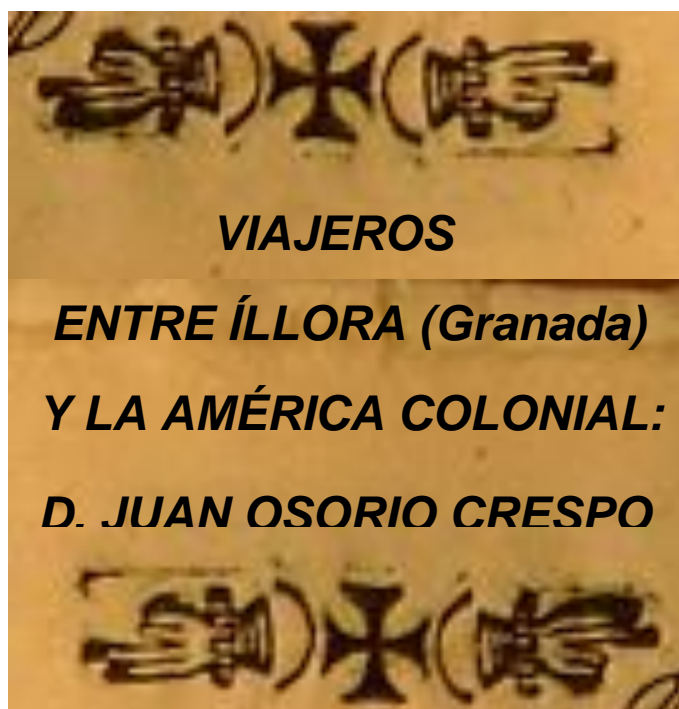 VIAJEROS
ENTRE ÍLLORA (Granada)
Y LA AMÉRICA COLONIAL:
D. JUAN OSORIO CRESPO